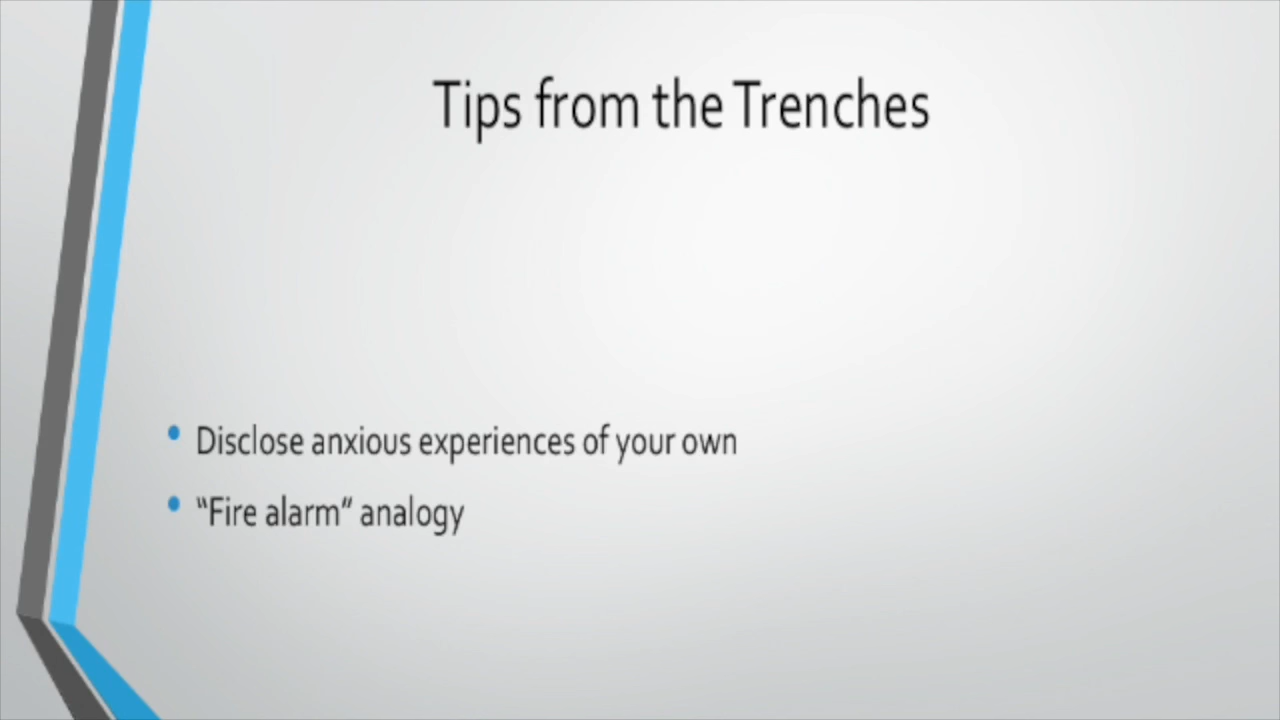 Tips from the Trenches
• Disclose anxious experiences of your own
• “Fire alarm” analogy